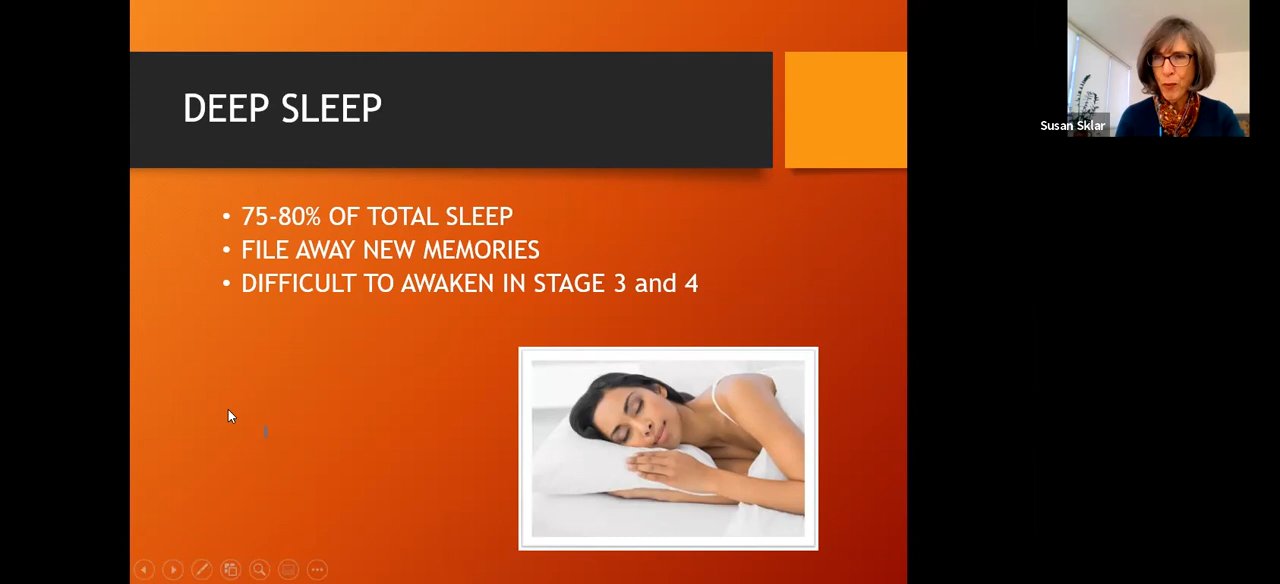 DEEP SLEEP
• 75-80% OF TOTAL SLEEP
• FILE AWAY NEW MEMORIES
• DIFFICULT TO AWAKEN IN STAGE 3 and 4
Susan Sklar